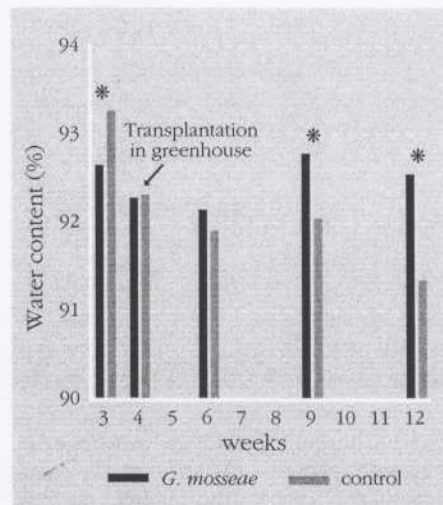 94
93
92
91
90
Water content (%)
*
Transplantation
in greenhouse
*
*
3 4 5 6 7 8 9 10 11 12
weeks
G. mosseae control